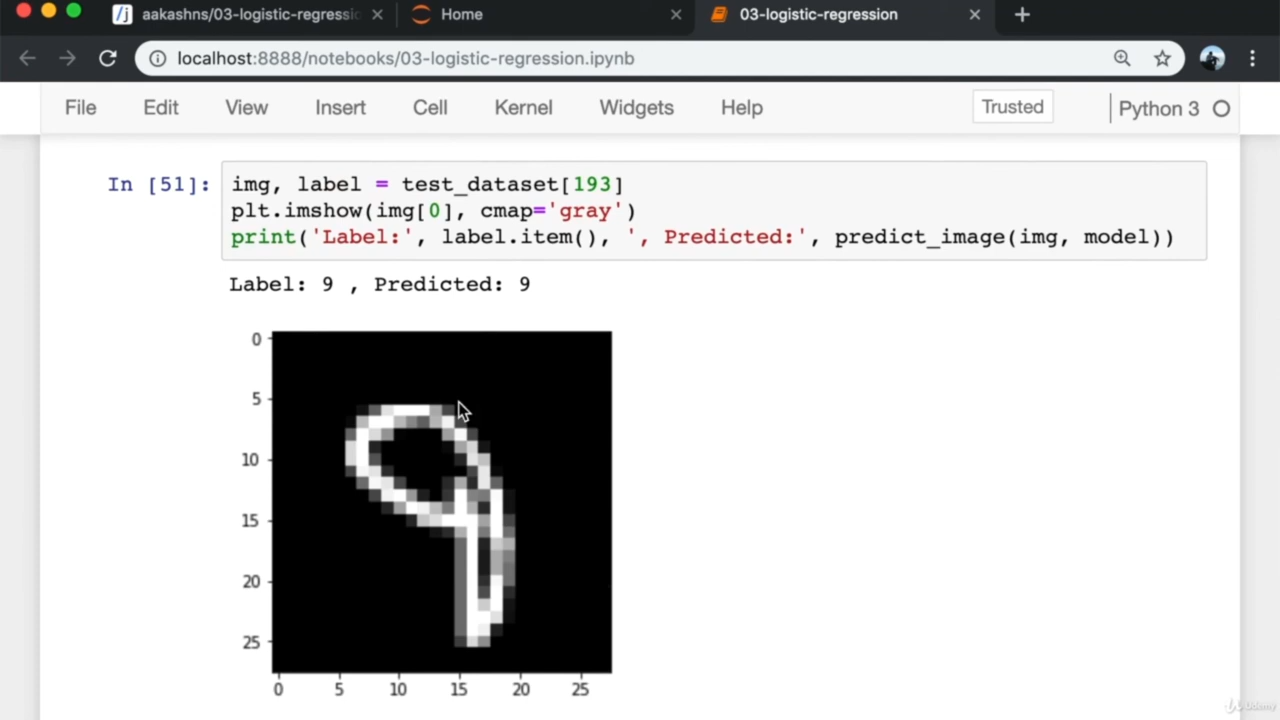 aakashns/03-logistic-regressio
Home
03-logistic-regression
localhost:8888/notebooks/03-logistic-regression.ipynb
File Edit View Insert Cell Kernel Widgets Help Trusted Python 3
In [51]:
img, label = test_dataset[193]
plt.imshow(img[0], cmap='gray')
print('Label:', label.item(), ', Predicted:', predict_image(img, model))
Label: 9 , Predicted: 9
0
5
10
15
20
25
0 5 10 15 20 25
Udemy